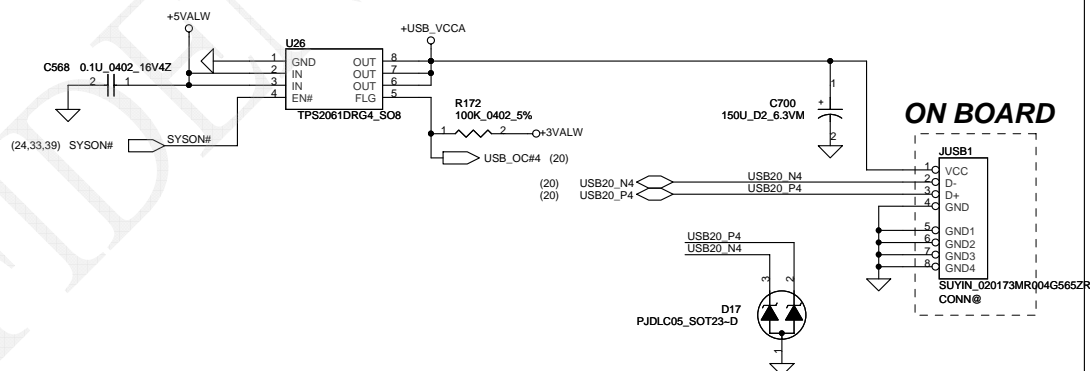 +5VALW
+USB_VCCA
U26
C568 0.1U_0402_16V4Z
2 1
1 GND OUT 8
2 IN OUT 7
3 IN OUT 6
4 EN# FLG 5
TPS2061DRG4_SO8
R172
100K_0402_5%
1 2 +3VALW
(24,33,39) SYSON# SYSON#
USB_OC#4 (20)
C700
150U_D2_6.3VM
+
1
2
ON BOARD
JUSB1
1 VCC
2 D-
3 D+
4 GND
5 GND1
6 GND2
7 GND3
8 GND4
(20) USB20_N4 USB20_N4
(20) USB20_P4 USB20_P4
SUYIN_020173MR004G565ZR
CONN@
USB20_P4
USB20_N4
3 2
D17
PJDLC05_SOT23~D
1